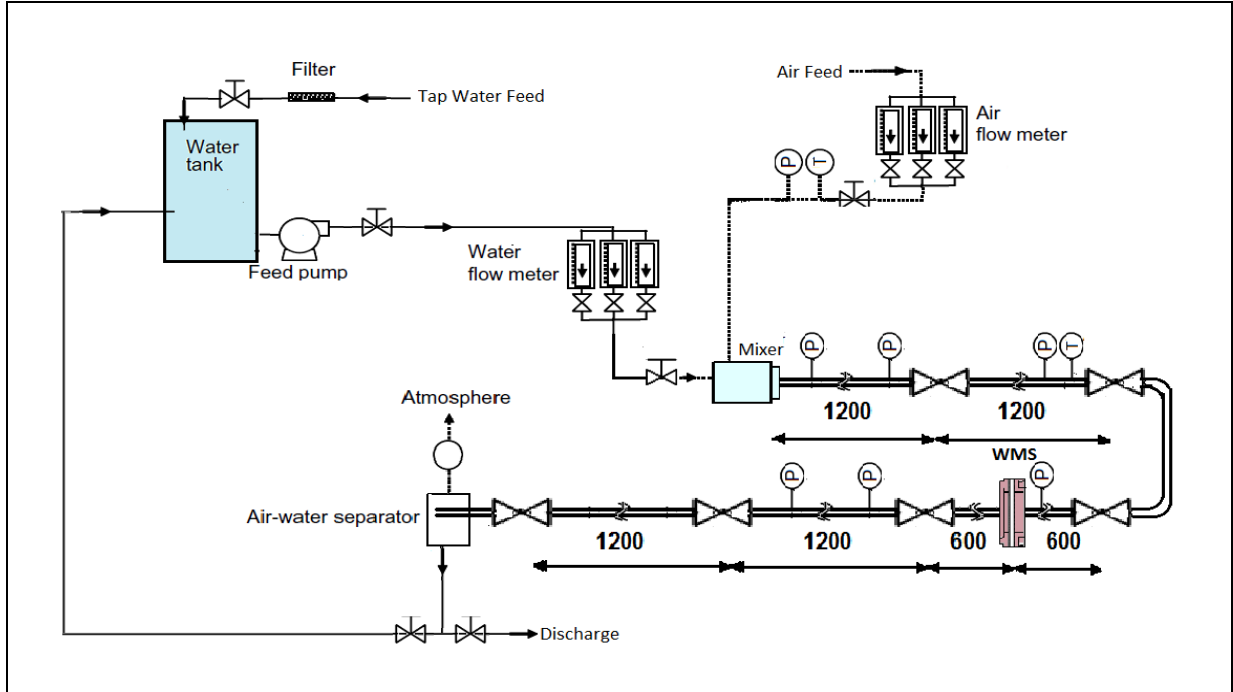 Filter
Tap Water Feed
Air Feed
Air
flow meter
Water
tank
P
T
Feed pump
Water
flow meter
Mixer
P
P
P
T
1200
1200
Atmosphere
WMS
P
P
P
Air-water separator
1200
1200
600
600
Discharge